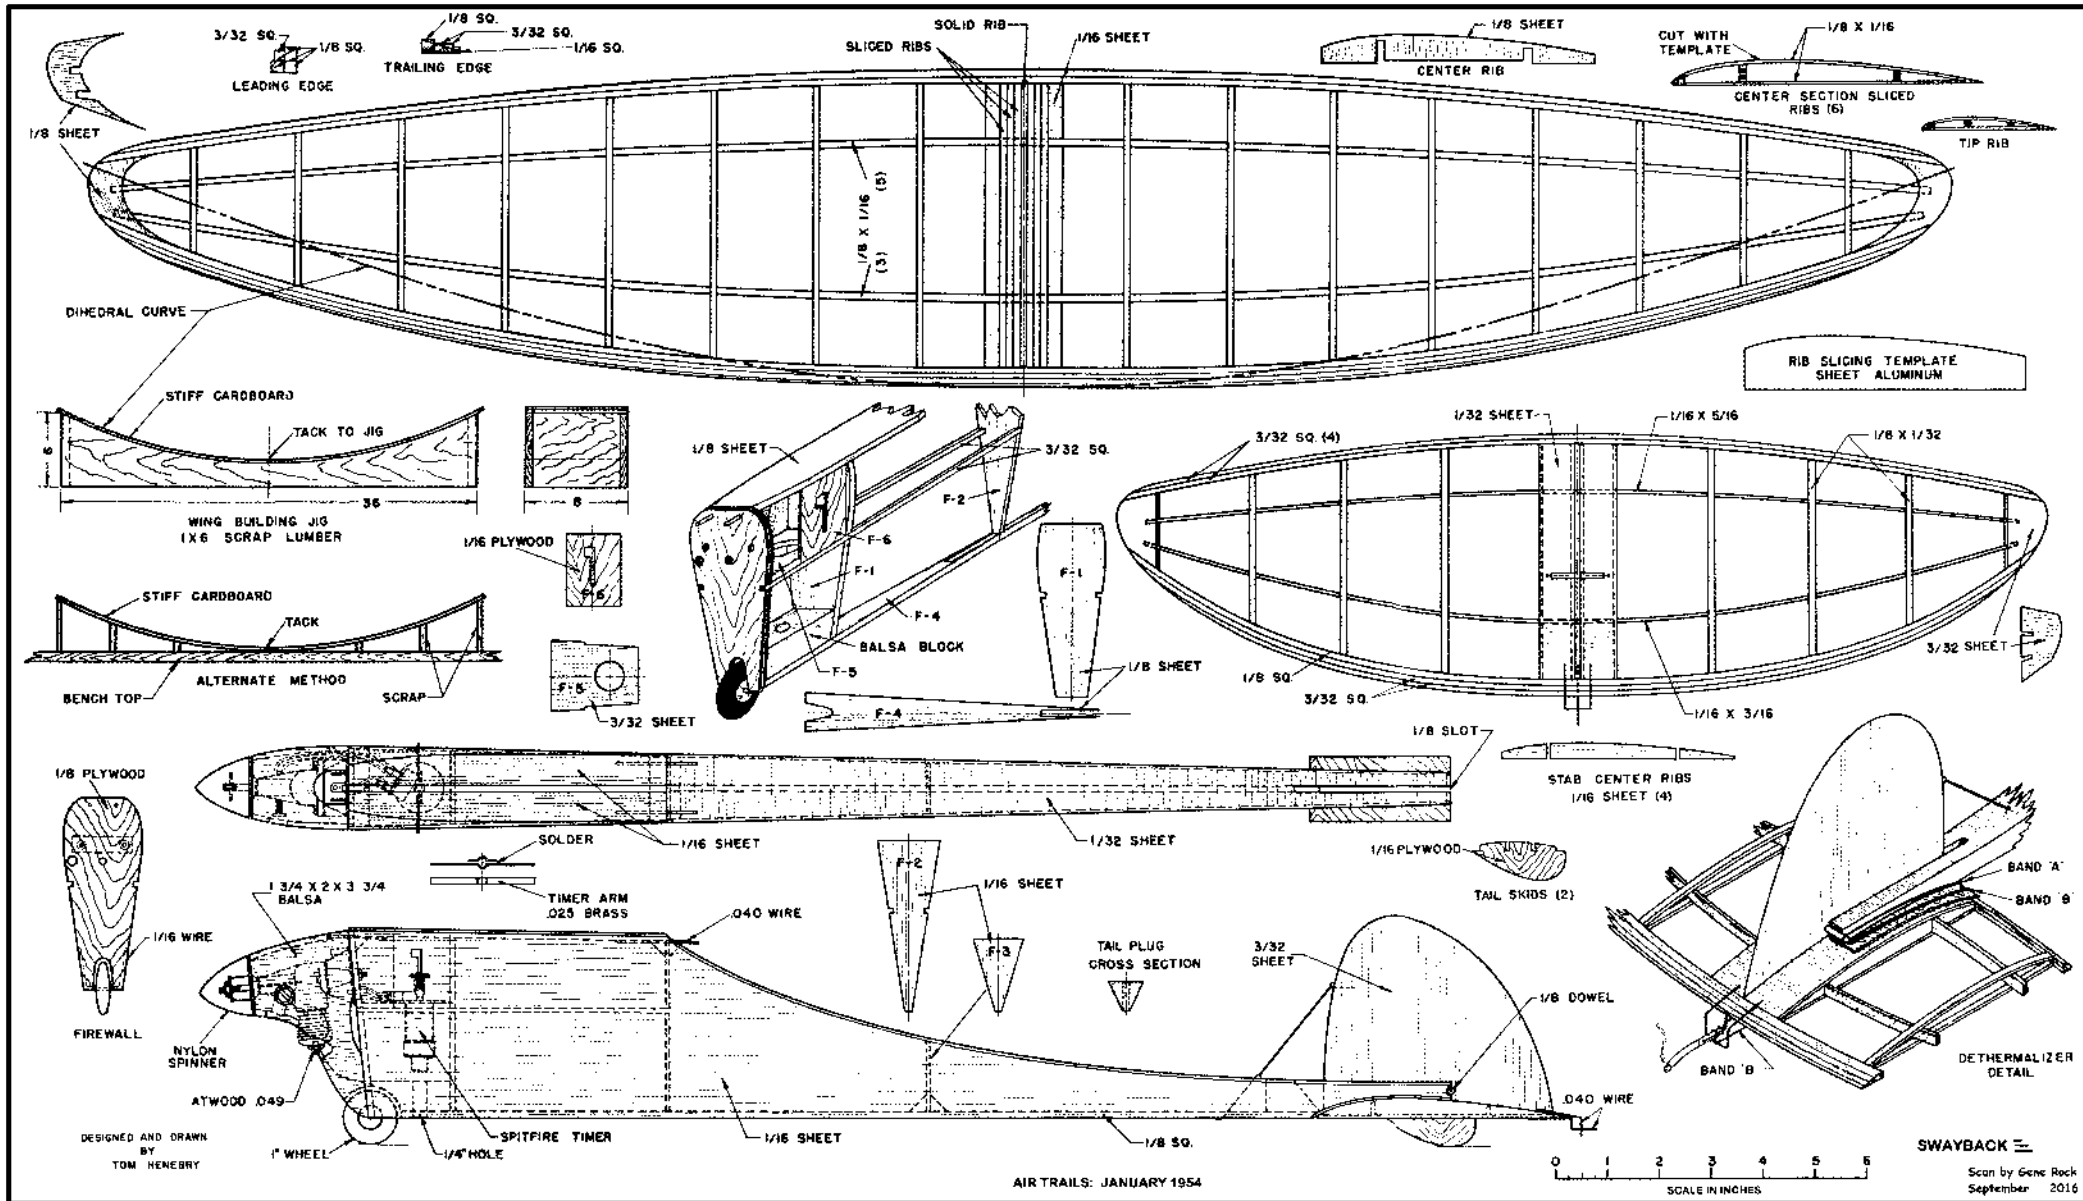 1/8 SQ.
3/32 SQ.
1/8 SQ.
LEADING EDGE
3/32 SQ.
1/16 SQ.
TRAILING EDGE
SOLID RIB
SLICED RIBS
1/16 SHEET
1/8 SHEET
CENTER RIB
CUT WITH
TEMPLATE
1/8 X 1/16
CENTER SECTION SLICED
RIBS (6)
TIP RIB
1/8 SHEET
1/8 X 1/16
(5)
(3)
DIHEDRAL CURVE
RIB SLICING TEMPLATE
SHEET ALUMINUM
STIFF CARDBOARD
TACK TO JIG
6
36
8
WING BUILDING JIG
1 X 6 SCRAP LUMBER
1/8 SHEET
3/32 SQ.
F-2
F-6
F-1
F-4
BALSA BLOCK
F-5
1/16 PLYWOOD
F-6
F-1
1/8 SHEET
F-4
1/32 SHEET
1/16 X 5/16
3/32 SQ. (4)
1/8 X 1/32
3/32 SHEET
1/8 SQ.
3/32 SQ.
1/16 X 3/16
STIFF CARDBOARD
TACK
BENCH TOP
ALTERNATE METHOD
SCRAP
F-5
3/32 SHEET
1/8 SLOT
STAB CENTER RIBS
1/16 SHEET (4)
1/8 PLYWOOD
1/16 WIRE
FIREWALL
SOLDER
1/16 SHEET
1/32 SHEET
1/16 PLYWOOD
TAIL SKIDS (2)
BAND 'A'
BAND 'B'
BAND 'B
DETHERMALIZER
DETAIL
1 3/4 X 2 X 3 3/4
BALSA
TIMER ARM
.025 BRASS
.040 WIRE
F-2
1/16 SHEET
F-3
TAIL PLUG
CROSS SECTION
3/32
SHEET
1/8 DOWEL
.040 WIRE
NYLON
SPINNER
ATWOOD .049
1" WHEEL
1/4" HOLE
SPITFIRE TIMER
1/16 SHEET
1/8 SQ.
DESIGNED AND DRAWN
BY
TOM HENEBRY
AIR TRAILS: JANUARY 1954
0 1 2 3 4 5 6
SCALE IN INCHES
SWAYBACK
Scan by Gene Rock
September 2016